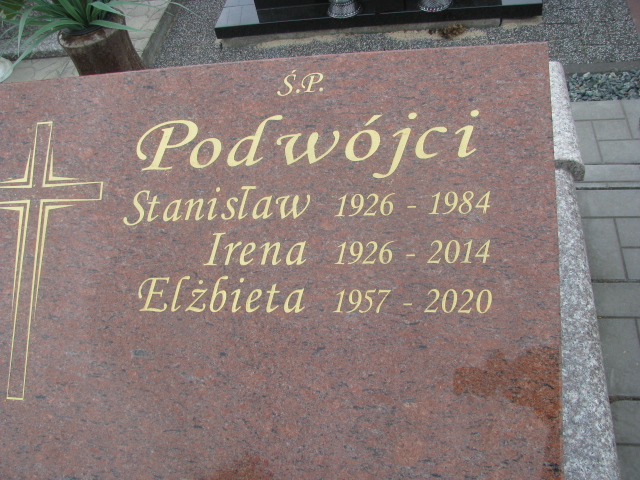 Ś.P.
Podwójci
Stanisław 1926 - 1984
Irena 1926 - 2014
Elżbieta 1957 - 2020